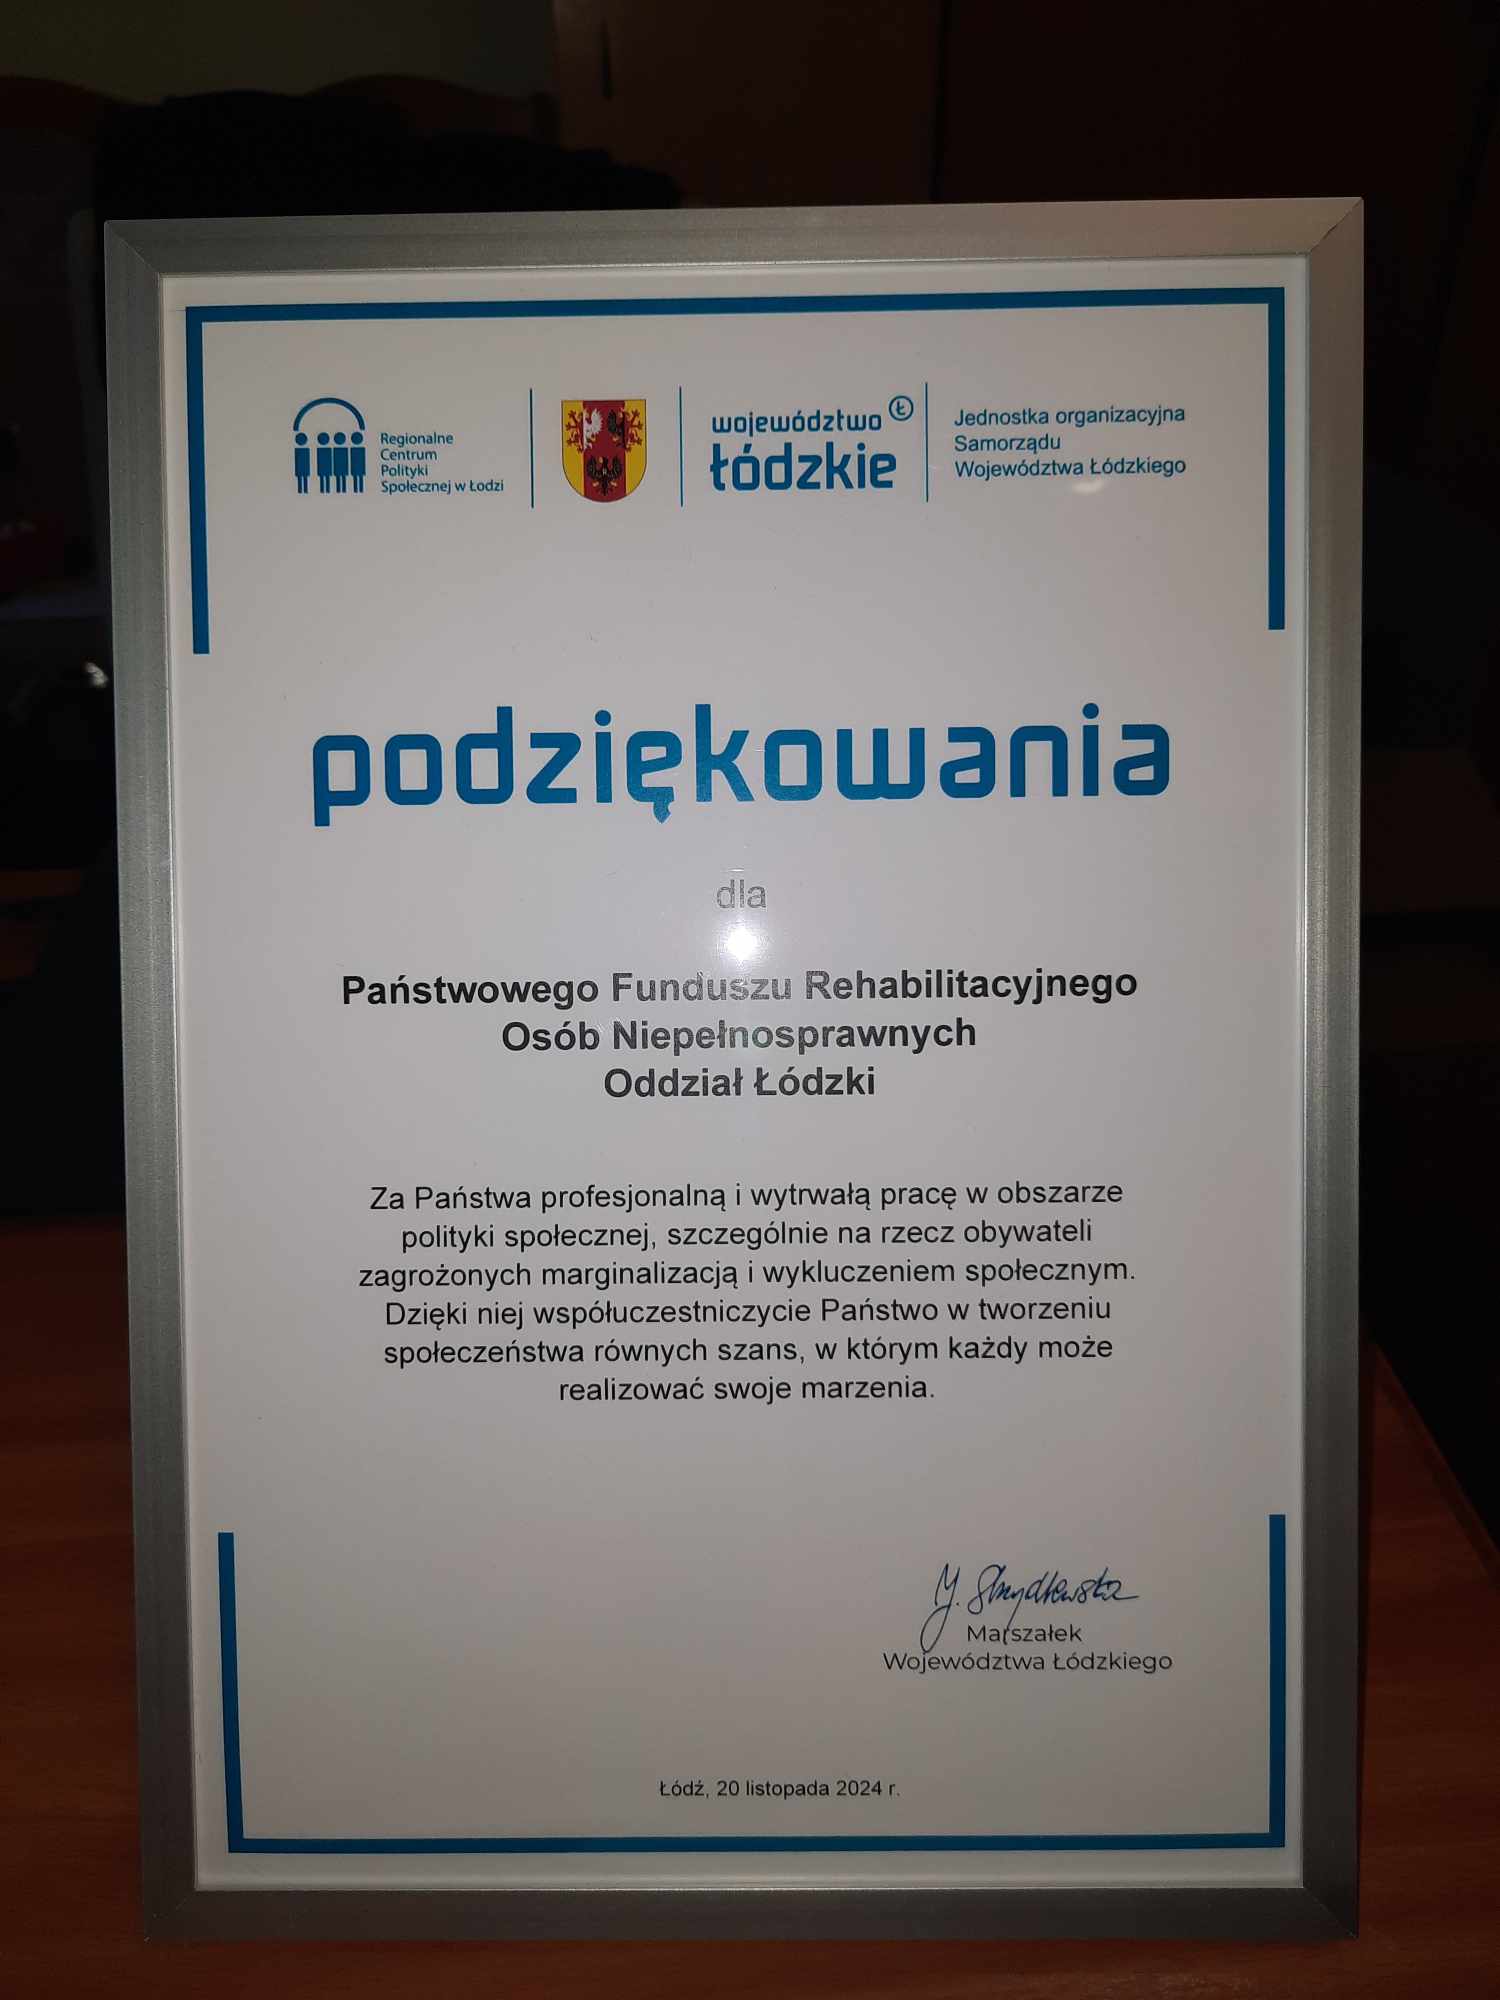 Regionalne
Centrum
Polityki
Społecznej w Łodzi
województwo Ł
łódzkie
Jednostka organizacyjna
Samorządu
Województwa Łódzkiego
podziękowania
dla
Państwowego Funduszu Rehabilitacyjnego
Osób Niepełnosprawnych
Oddział Łódzki
Za Państwa profesjonalną i wytrwałą pracę w obszarze
polityki społecznej, szczególnie na rzecz obywateli
zagrożonych marginalizacją i wykluczeniem społecznym.
Dzięki niej współuczestniczycie Państwo w tworzeniu
społeczeństwa równych szans, w którym każdy może
realizować swoje marzenia.
Marszałek
Województwa Łódzkiego
Łódź, 20 listopada 2024 r.